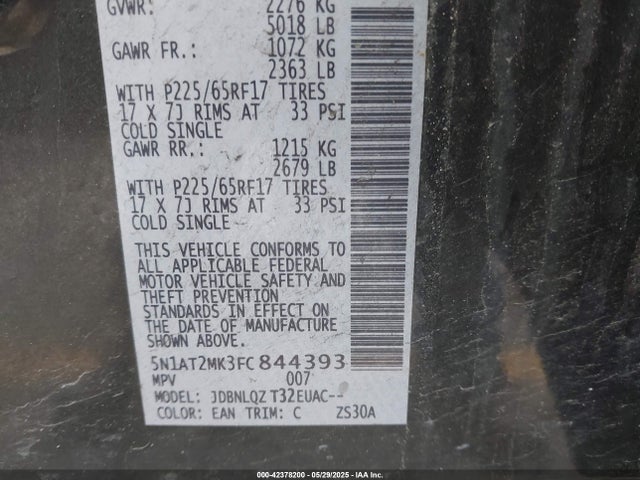 GVWR: 2276 KG
5018 LB
GAWR FR.: 1072 KG
2363 LB
WITH P225/65RF17 TIRES
17 X 7J RIMS AT 33 PSI
COLD SINGLE
GAWR RR.: 1215 KG
2679 LB
WITH P225/65RF17 TIRES
17 X 7J RIMS AT 33 PSI
COLD SINGLE
THIS VEHICLE CONFORMS TO
ALL APPLICABLE FEDERAL
MOTOR VEHICLE SAFETY AND
THEFT PREVENTION
STANDARDS IN EFFECT ON
THE DATE OF MANUFACTURE
SHOWN ABOVE.
5N1AT2MK3FC844393
MPV 007
MODEL: JDBNLQZ T32EUAC--
COLOR: EAN TRIM: C ZS30A
000-42378200 - 05/29/2025 - IAA Inc.